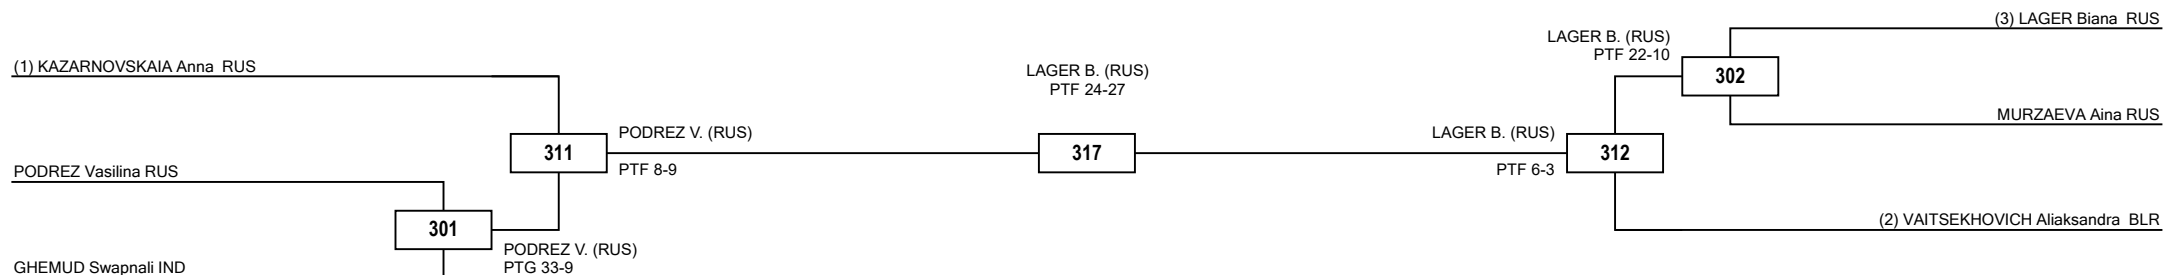 (3) LAGER Biana RUS
LAGER B. (RUS)
PTF 22-10
(1) KAZARNOVSKAIA Anna RUS
LAGER B. (RUS)
PTF 24-27
302
MURZAEVA Aina RUS
PODREZ V. (RUS)
LAGER B. (RUS)
311
317
312
PTF 8-9
PTF 6-3
PODREZ Vasilina RUS
(2) VAITSEKHOVICH Aliaksandra BLR
301
PODREZ V. (RUS)
PTG 33-9
GHEMUD Swapnali IND